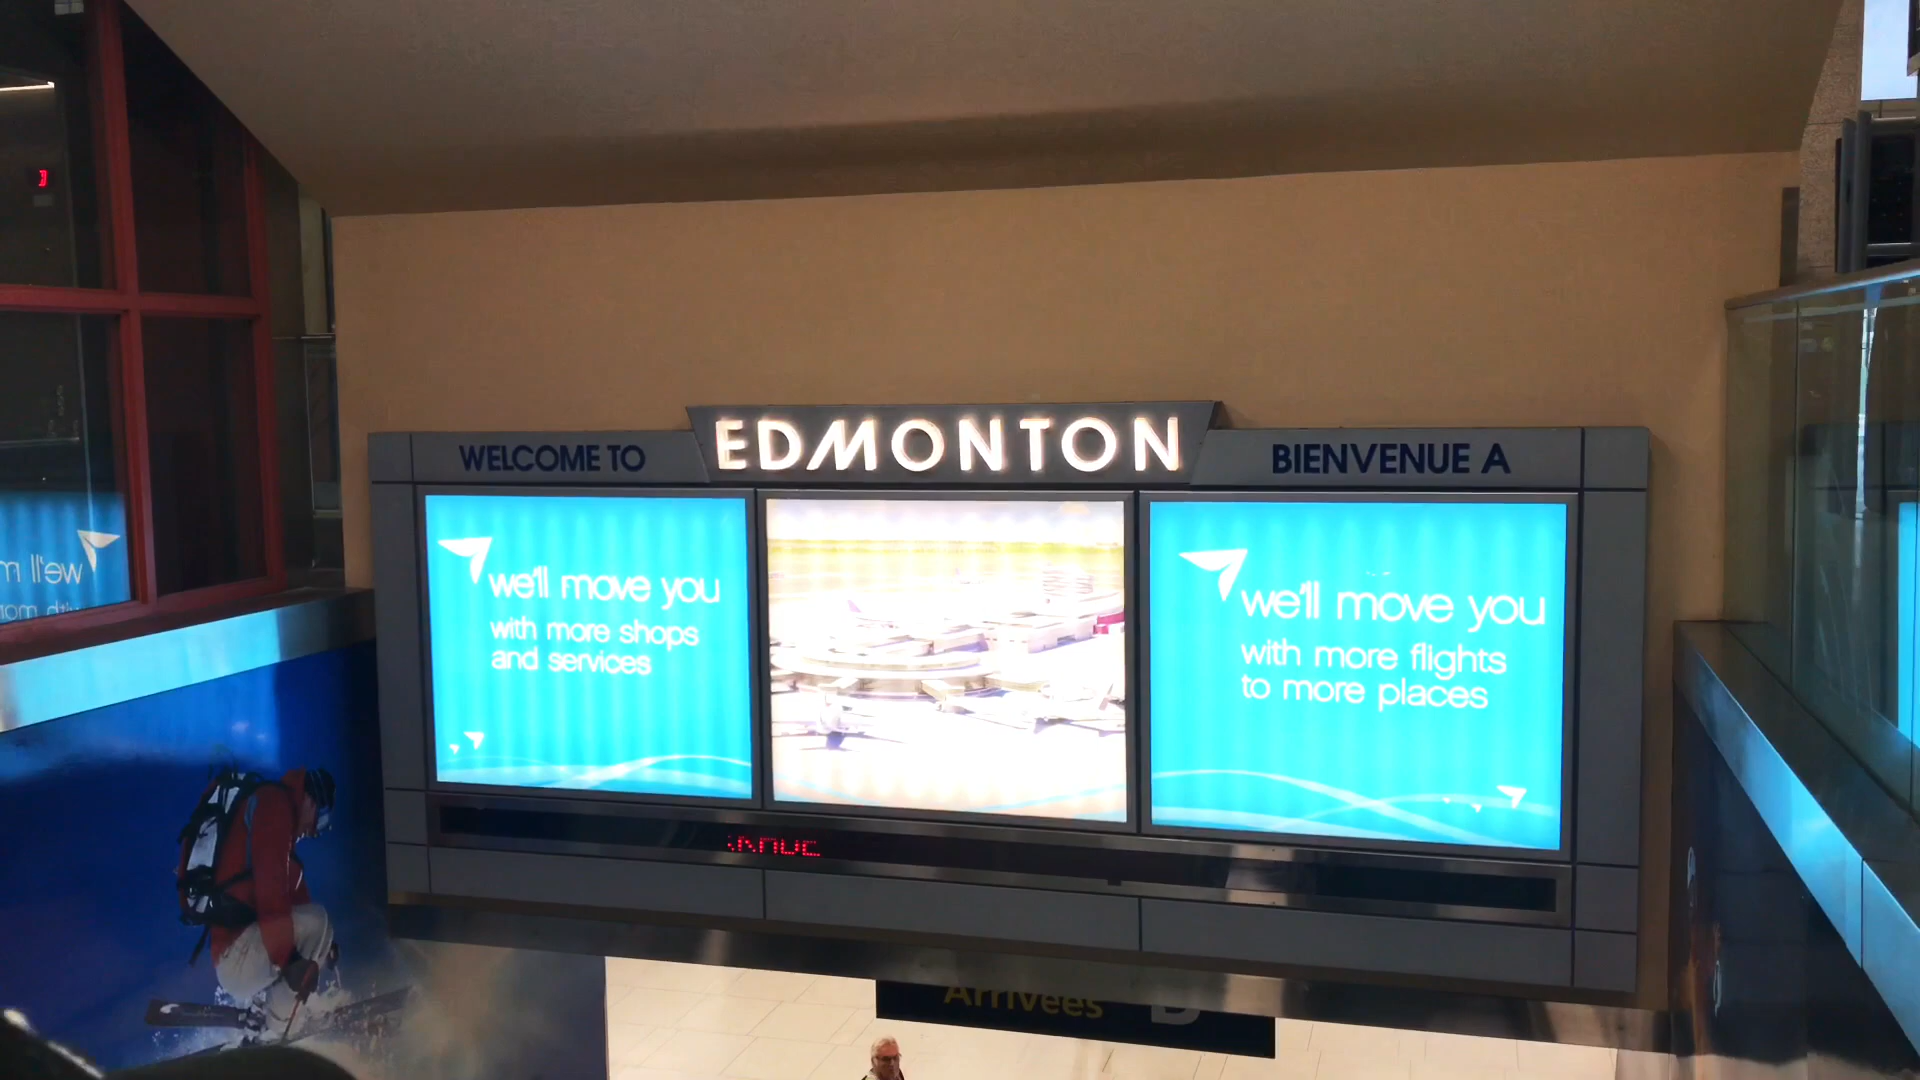 WELCOME TO
EDMONTON
BIENVENUE A
we'll move you
with more shops
and services
we'll move you
with more flights
to more places
Arrivées